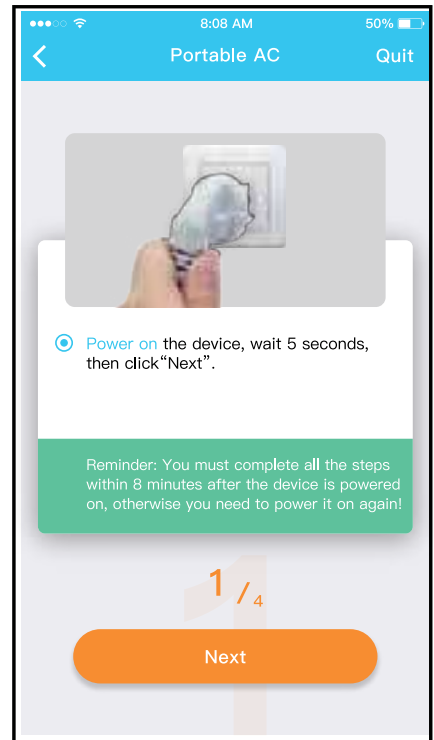 8:08 AM
50%
Portable AC
Quit
Power on the device, wait 5 seconds,
then click“Next”.
Reminder: You must complete all the steps
within 8 minutes after the device is powered
on, otherwise you need to power it on again!
1 / 4
Next